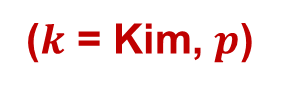 (k = Kim, p)